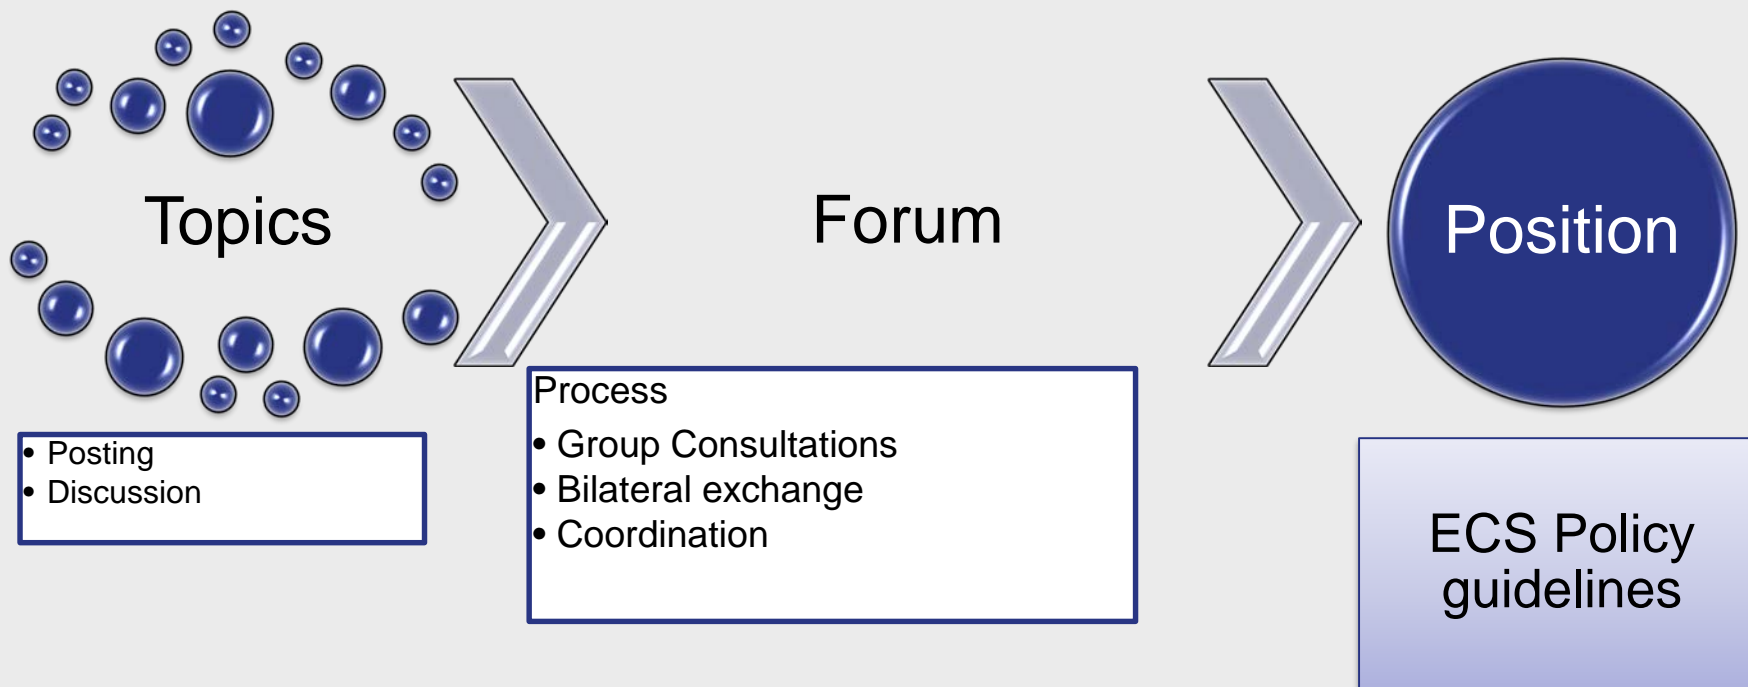 Topics
• Posting
• Discussion
Forum
Process
• Group Consultations
• Bilateral exchange
• Coordination
Position
ECS Policy
guidelines